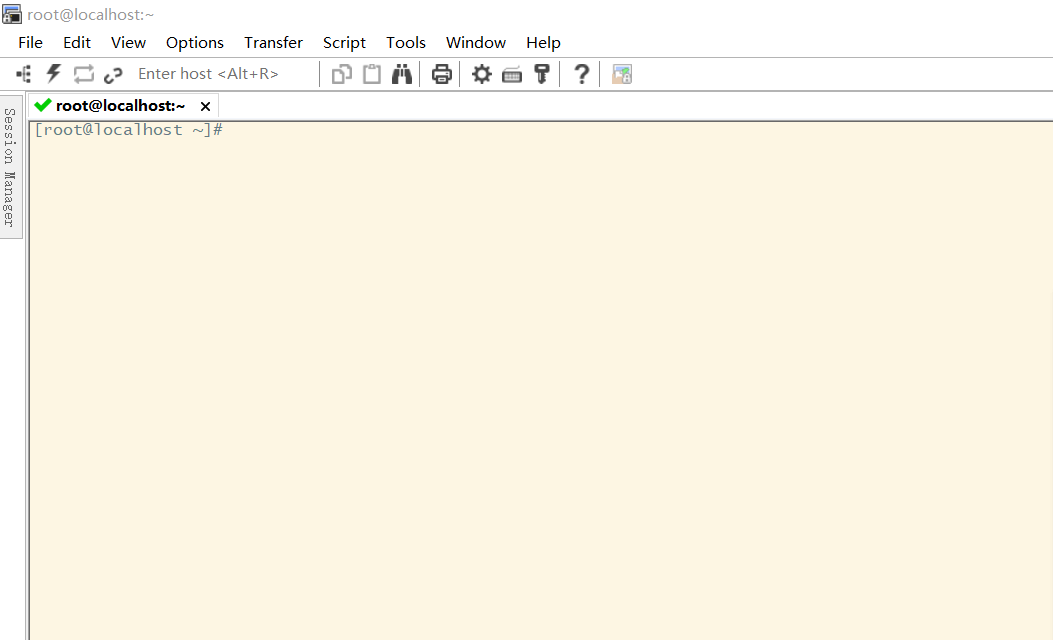 root@localhost:~
File Edit View Options Transfer Script Tools Window Help
Enter host <Alt+R>
root@localhost:~
Session Manager
[root@localhost ~]#